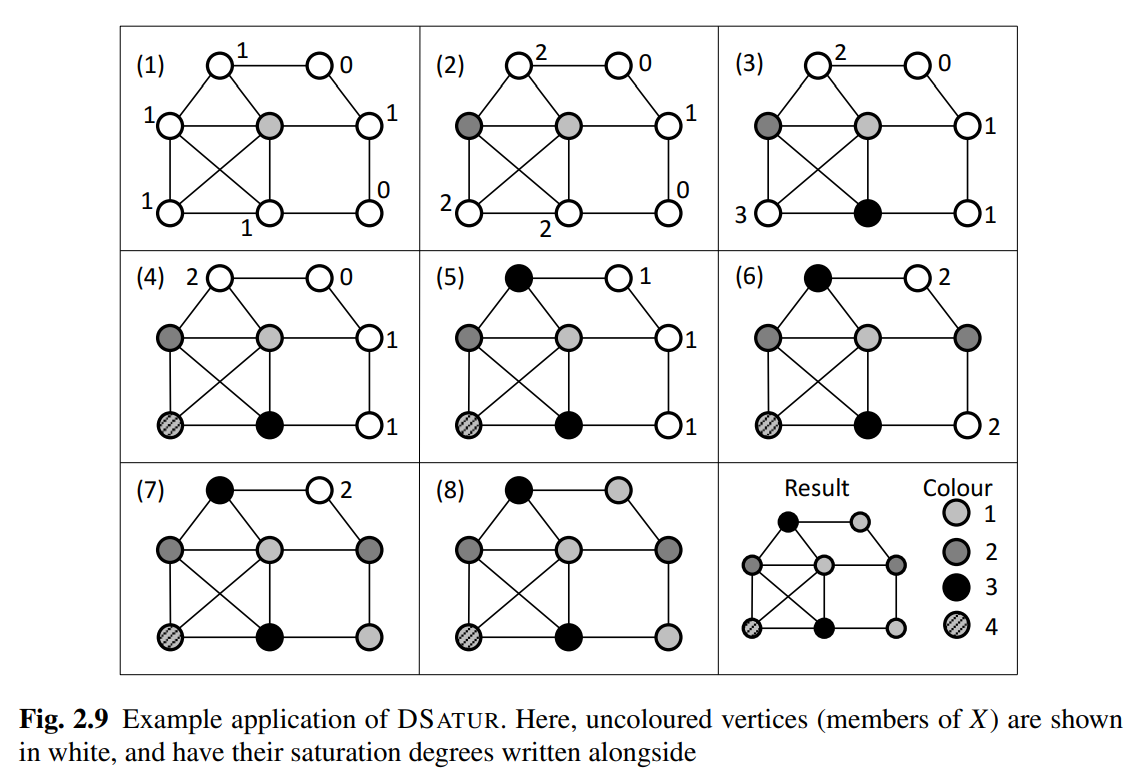 (1) 1 0
1 1
1 1 0
(2) 2 0
1
2 2 0
(3) 2 0
1
3 1
(4) 2 0
1
1
(5) 1
1
1
(6) 2
2
(7) 2
(8)
Result Colour
1
2
3
4
Fig. 2.9 Example application of DSATUR. Here, uncoloured vertices (members of X) are shown
in white, and have their saturation degrees written alongside